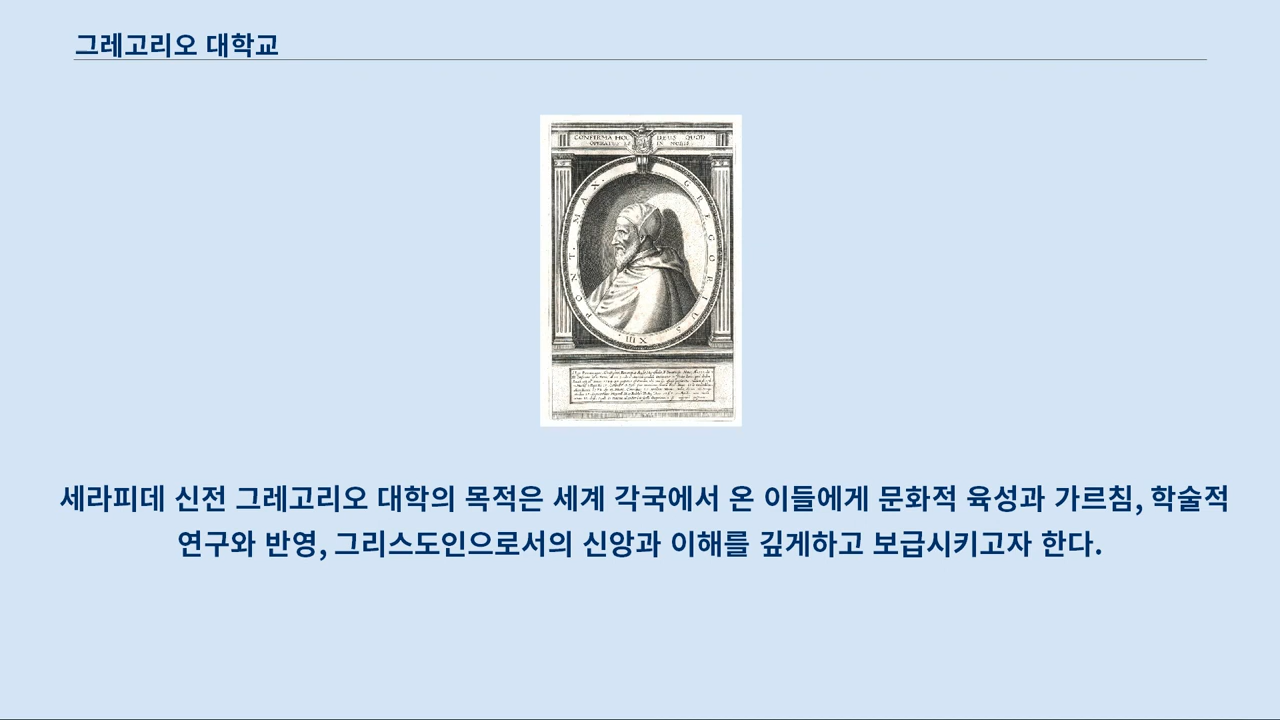 그레고리오 대학교
CONFIRMA HOC DEUS QUOD
OPERATUS ES IN NOBIS
GREGORIUS XIII PONT. MAX.
세라피데 신전 그레고리오 대학의 목적은 세계 각국에서 온 이들에게 문화적 육성과 가르침, 학술적
연구와 반영, 그리스도인으로서의 신앙과 이해를 깊게하고 보급시키고자 한다.